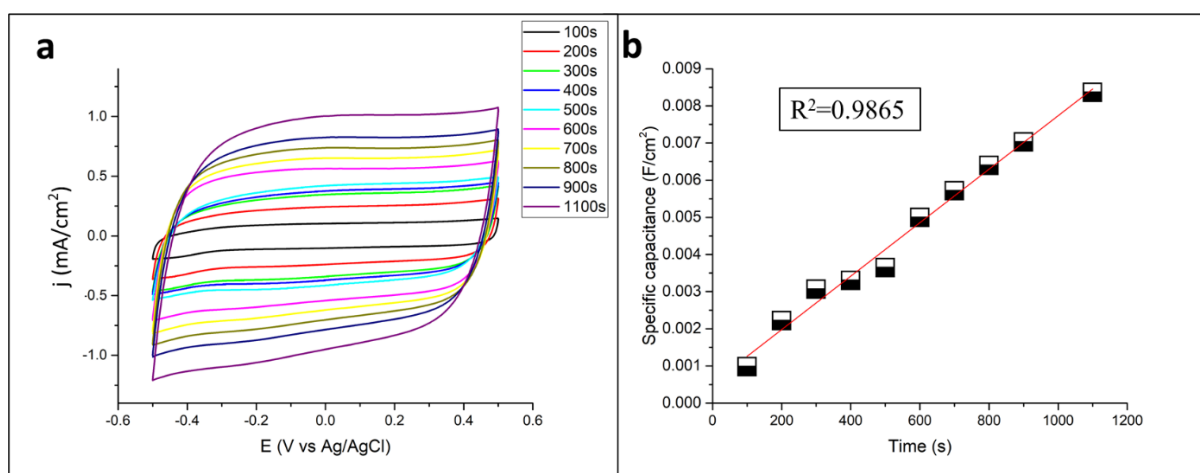 a
100s
200s
300s
400s
500s
600s
700s
800s
900s
1100s
1.0
0.5
0.0
-0.5
-1.0
j (mA/cm²)
-0.6 -0.4 -0.2 0.0 0.2 0.4 0.6
E (V vs Ag/AgCl)
b
R²=0.9865
0.009
0.008
0.007
0.006
0.005
0.004
0.003
0.002
0.001
0.000
Specific capacitance (F/cm²)
0 200 400 600 800 1000 1200
Time (s)